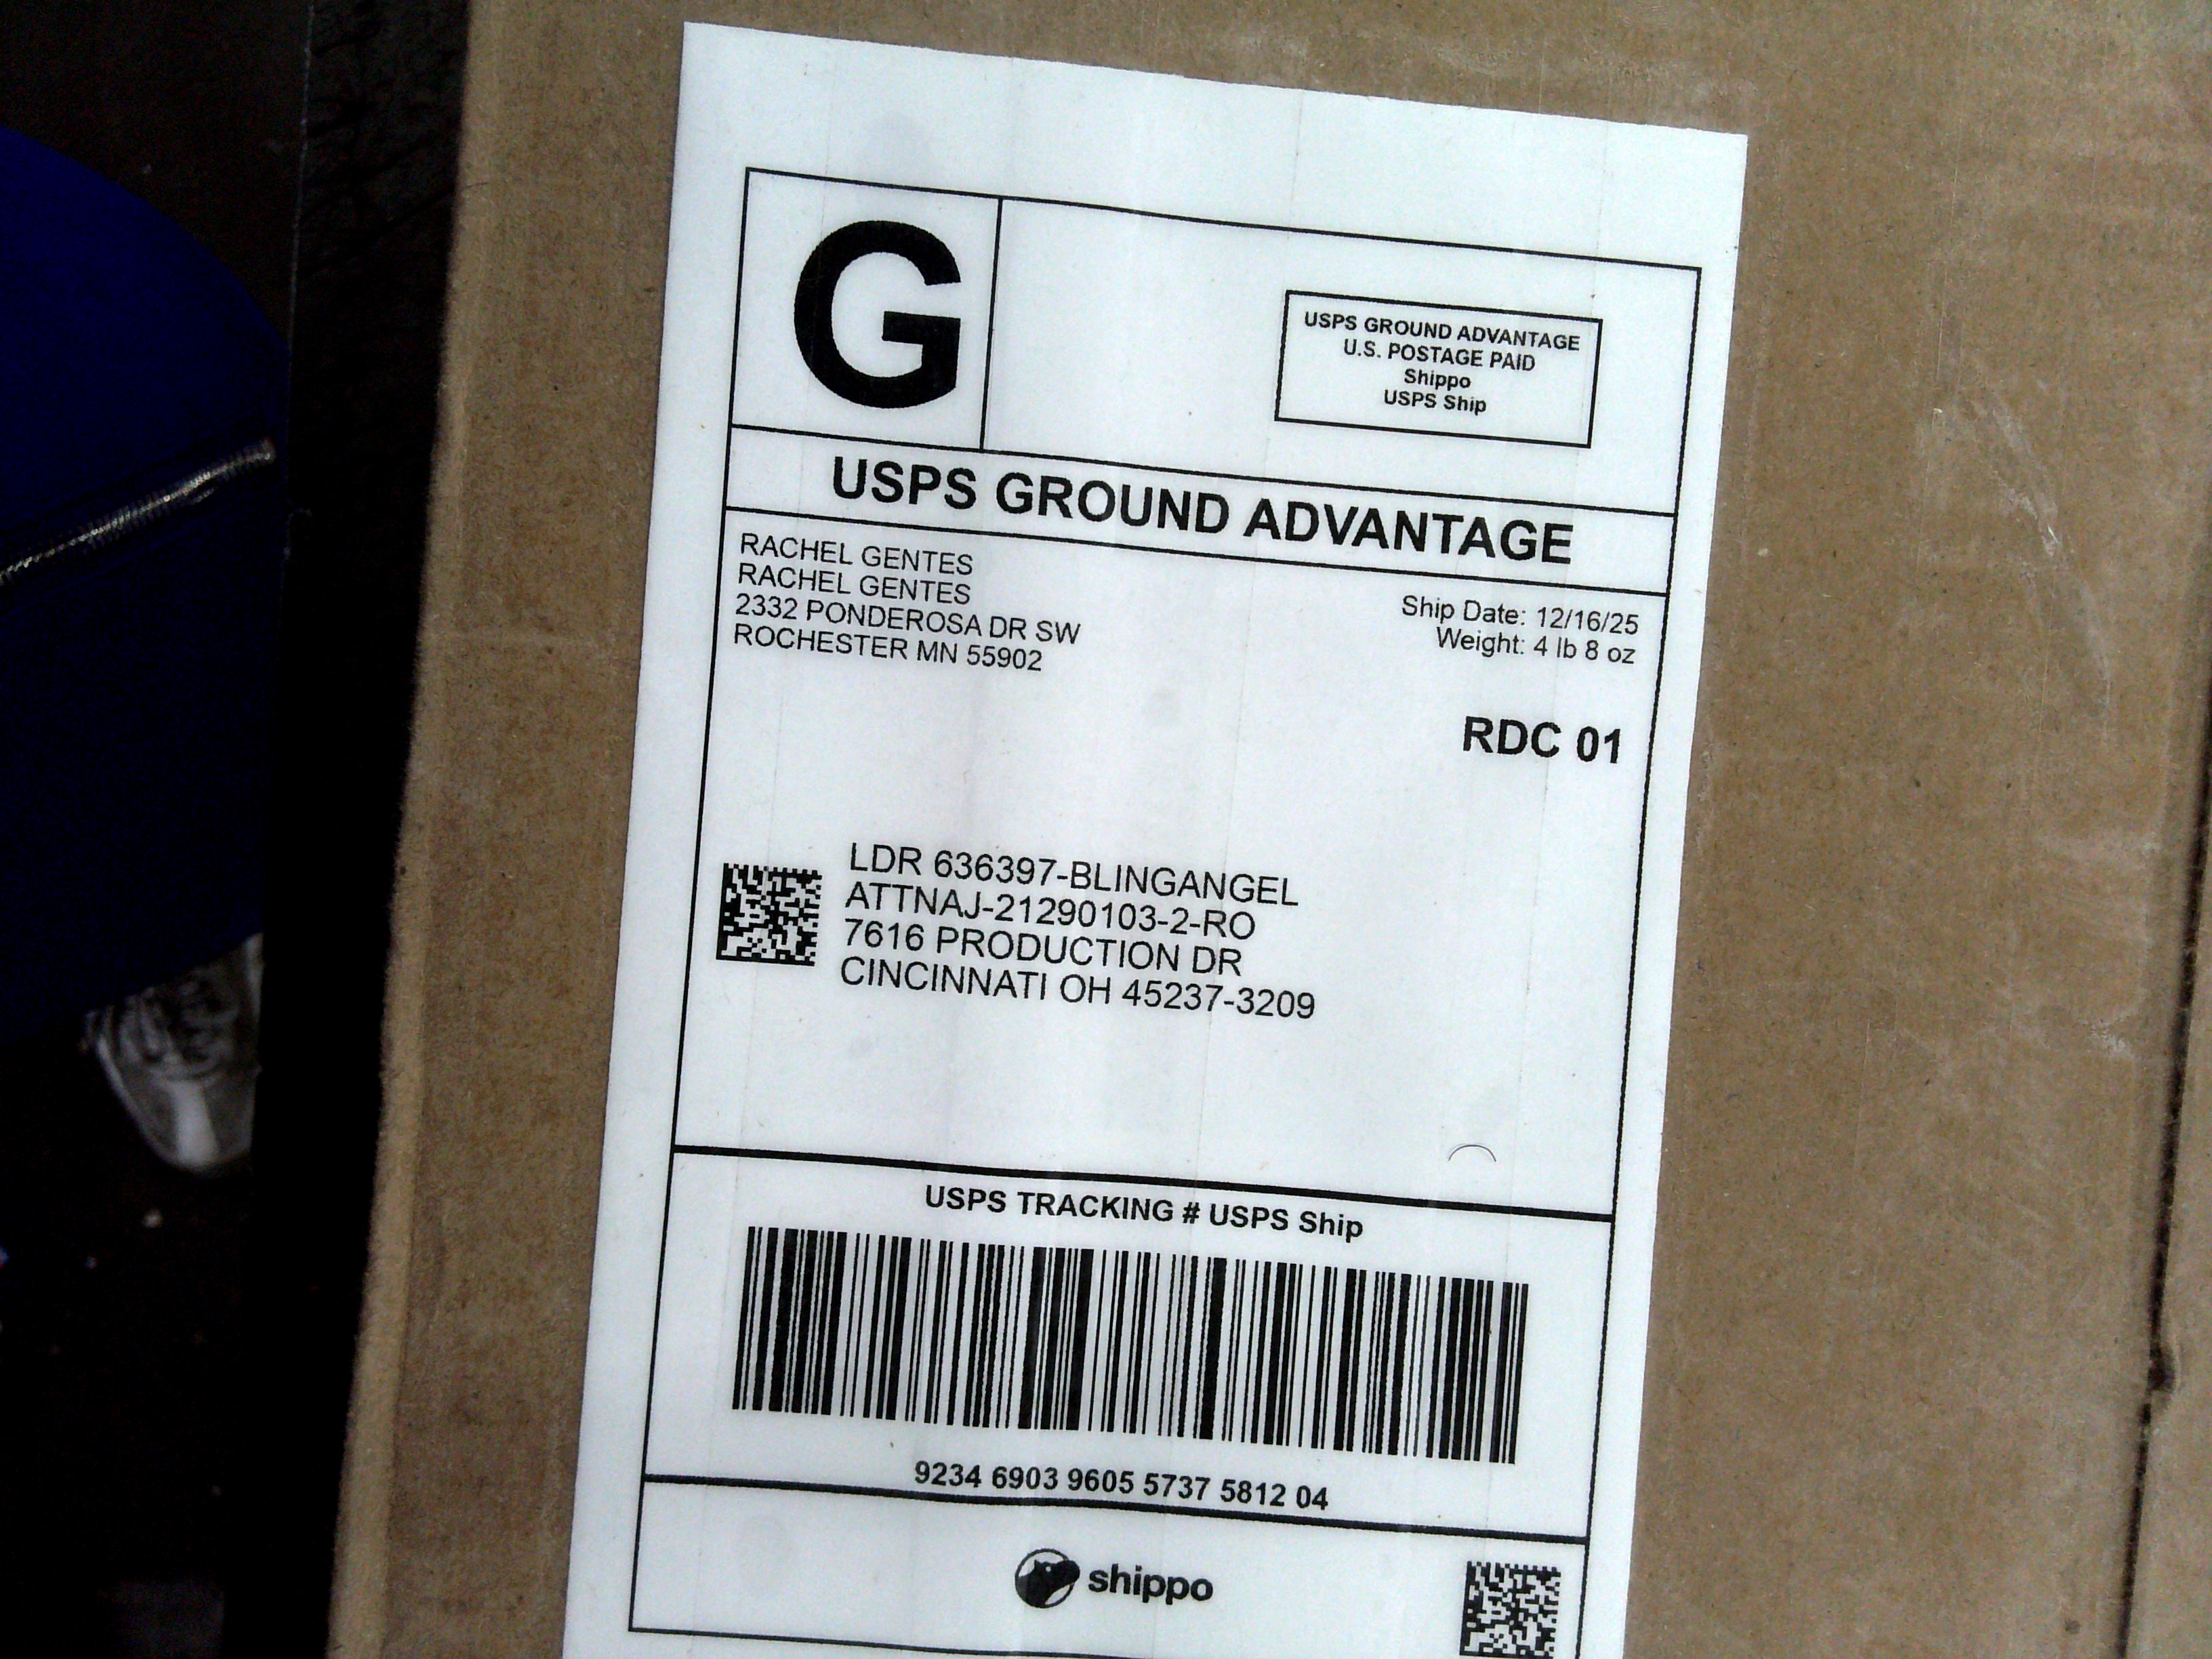 G
USPS GROUND ADVANTAGE
U.S. POSTAGE PAID
Shippo
USPS Ship
USPS GROUND ADVANTAGE
RACHEL GENTES
RACHEL GENTES
2332 PONDEROSA DR SW
ROCHESTER MN 55902
Ship Date: 12/16/25
Weight: 4 lb 8 oz
RDC 01
LDR 636397-BLINGANGEL
ATTNAJ-21290103-2-RO
7616 PRODUCTION DR
CINCINNATI OH 45237-3209
USPS TRACKING # USPS Ship
9234 6903 9605 5737 5812 04
shippo